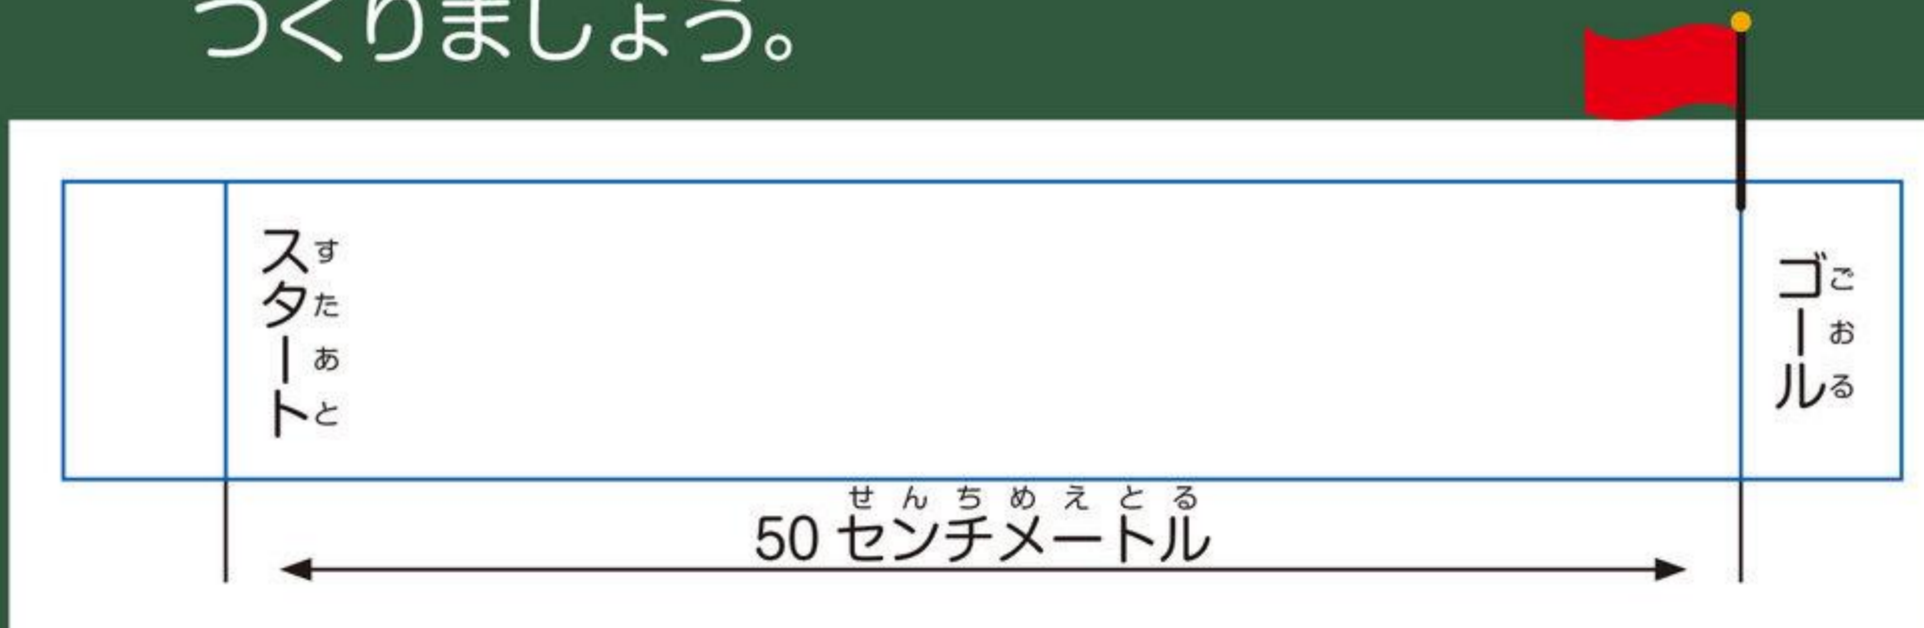 つくりましょう。
スタート
すたあと
ゴール
ごおる
せんちめえとる
50 センチメートル